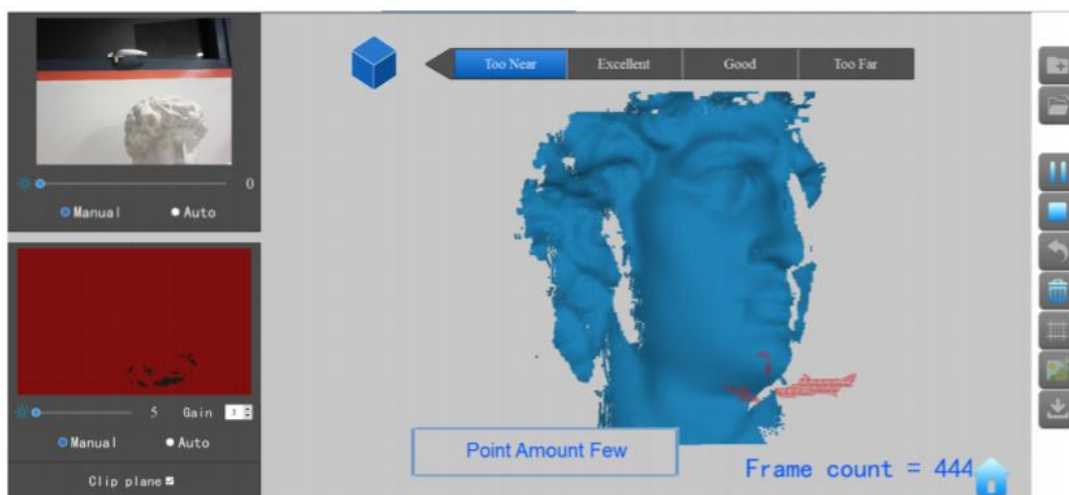 Too Near Excellent Good Too Far
0
Manual Auto
5 Gain 3
Manual Auto
Clip plane
Point Amount Few
Frame count = 444